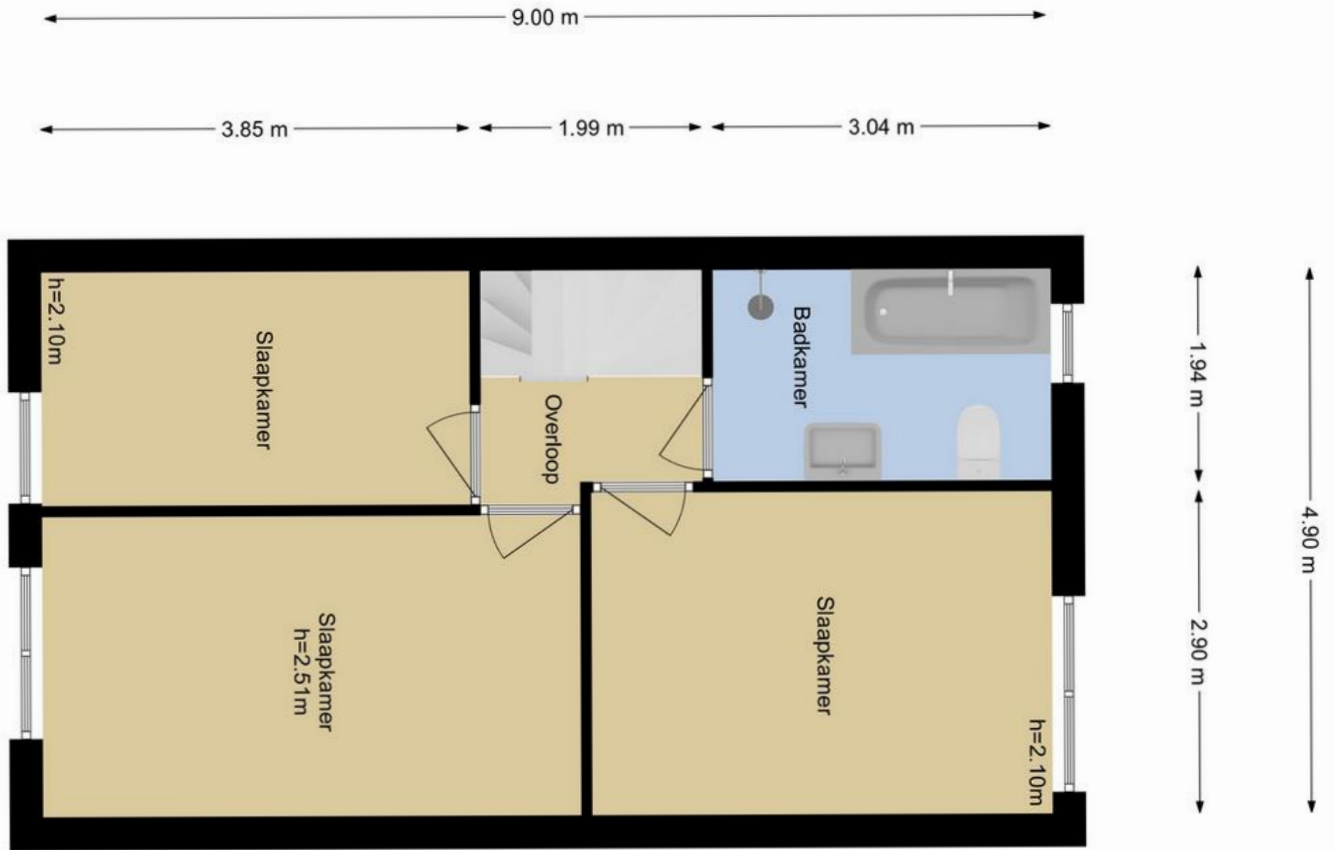 9.00 m
3.85 m
1.99 m
3.04 m
h=2.10m
Slaapkamer
Overloop
Badkamer
1.94 m
4.90 m
Slaapkamer
h=2.51m
Slaapkamer
2.90 m
h=2.10m